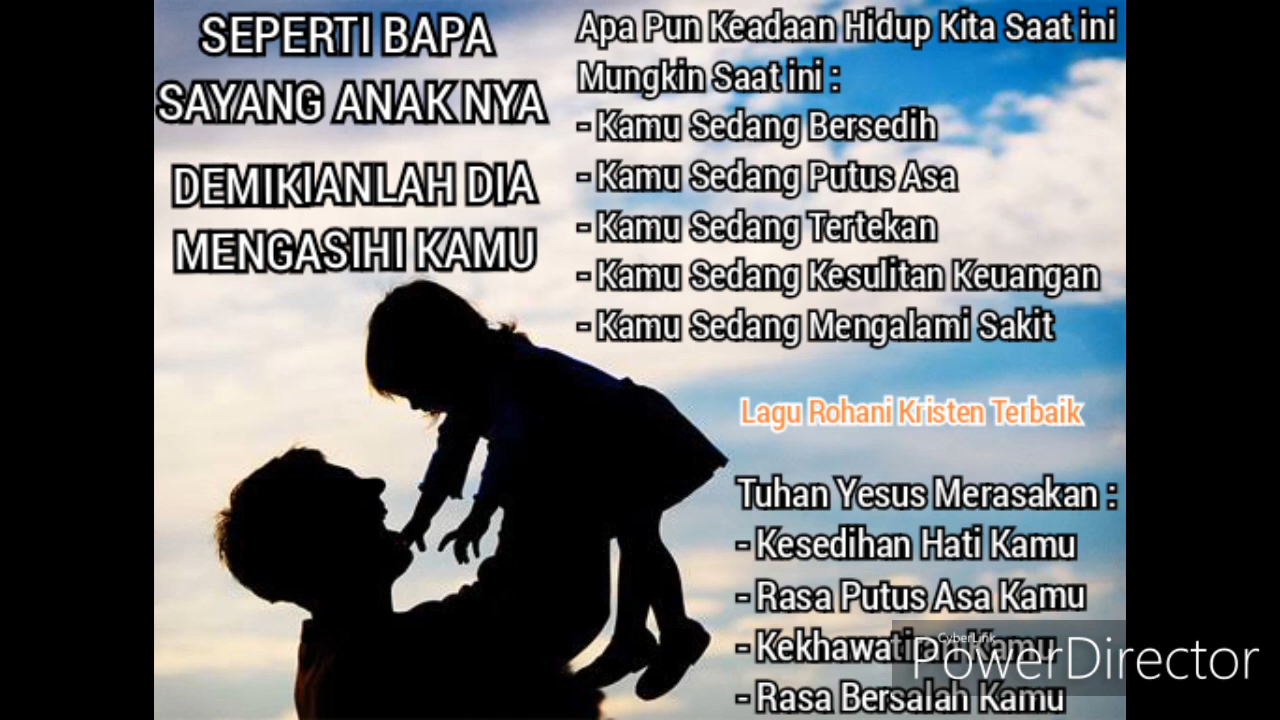 SEPERTI BAPA
SAYANG ANAK NYA
DEMIKIANLAH DIA
MENGASIHI KAMU
Apa Pun Keadaan Hidup Kita Saat ini
Mungkin Saat ini :
- Kamu Sedang Bersedih
- Kamu Sedang Putus Asa
- Kamu Sedang Tertekan
- Kamu Sedang Kesulitan Keuangan
- Kamu Sedang Mengalami Sakit
Lagu Rohani Kristen Terbaik
Tuhan Yesus Merasakan :
- Kesedihan Hati Kamu
- Rasa Putus Asa Kamu
- Kekhawatiran Kamu
- Rasa Bersalah Kamu
CyberLink
PowerDirector